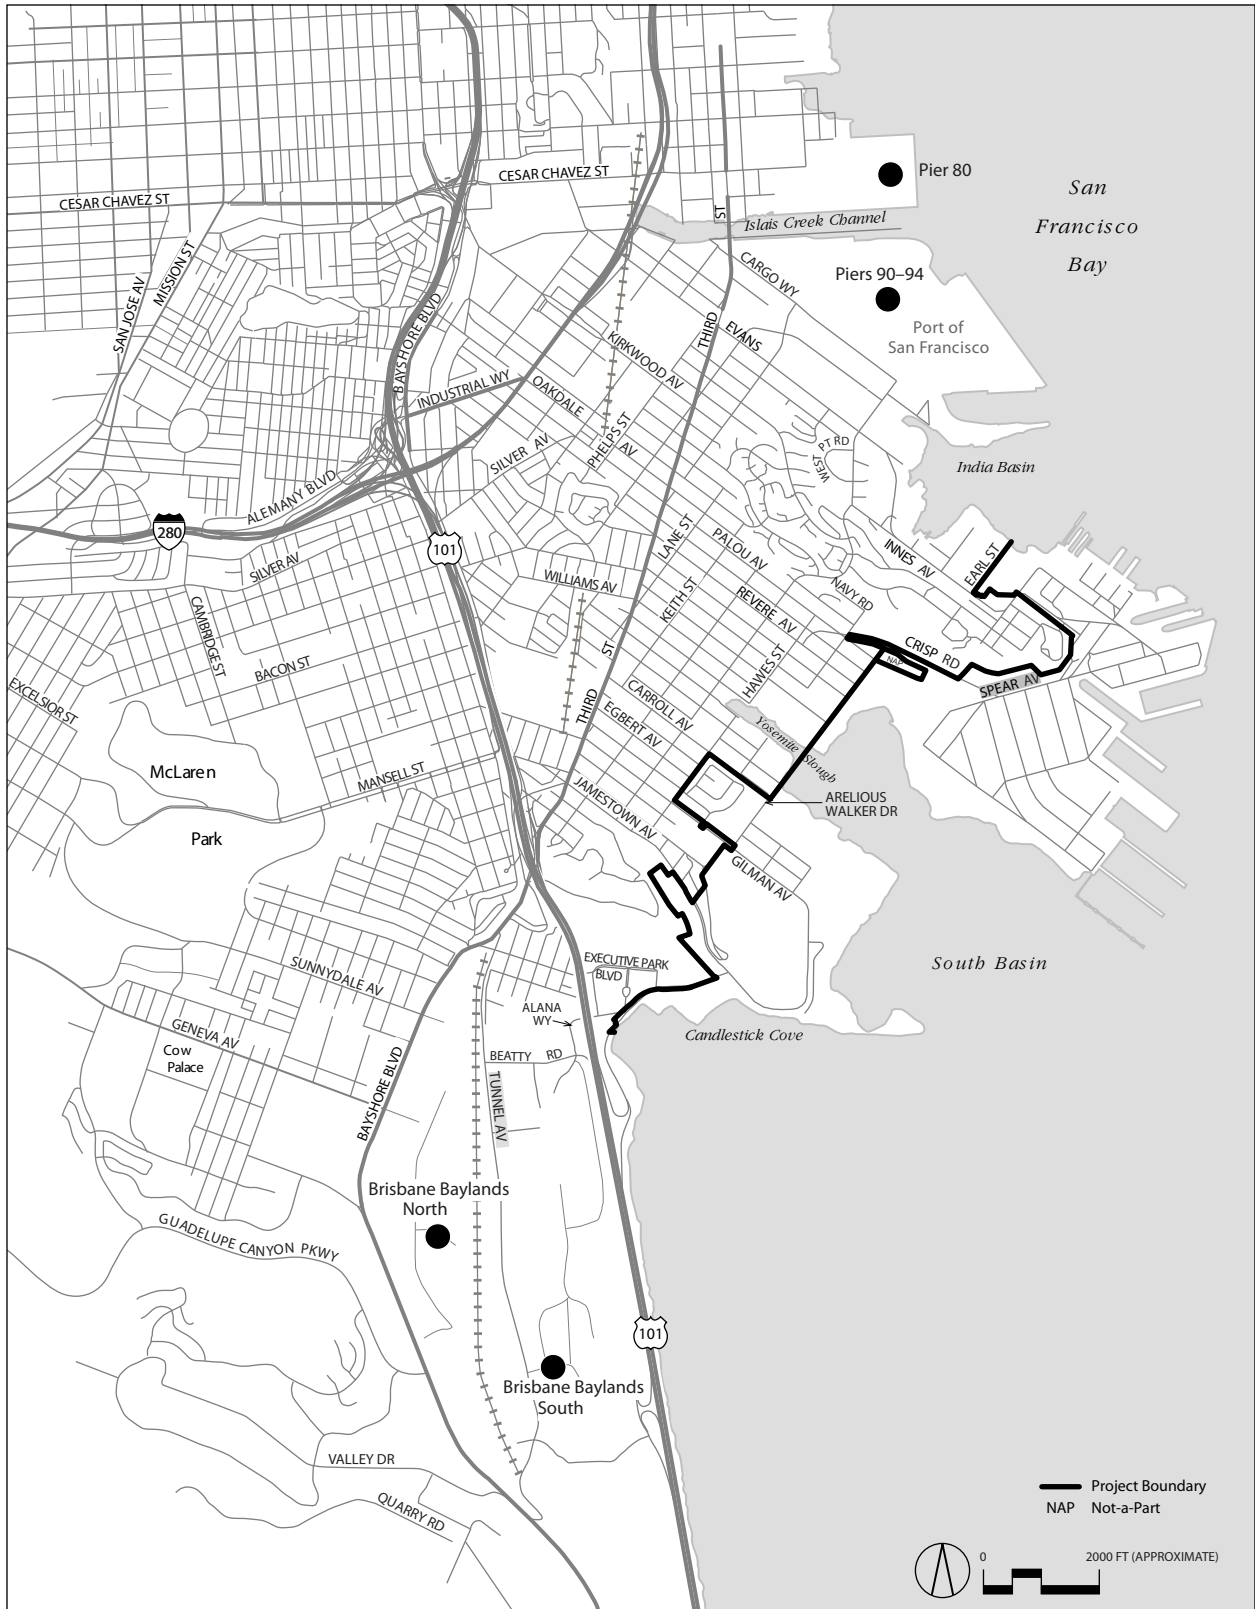 Pier 80
San
Francisco
Bay
CESAR CHAVEZ ST
CESAR CHAVEZ ST
ST
Islais Creek Channel
SAN JOSE AV
MISSION ST
CARGO WY
Piers 90–94
Port of
San Francisco
BAYSHORE BLVD
THIRD
EVANS
KIRKWOOD AV
INDUSTRIAL WY
OAKDALE
AV
PHELPS ST
SILVER AV
WEST
PT RD
India Basin
ALEMANY BLVD
280
101
SILVER AV
LANE ST
PALOU AV
INNES AV
EARL ST
WILLIAMS AV
KEITH ST
REVERE AV
NAVY RD
CAMBRIDGE ST
CRISP RD
NAP
BACON ST
ST
THIRD
HAWES ST
SPEAR AV
EXCELSIOR ST
CARROLL AV
EGBERT AV
Yosemite Slough
McLaren
Park
MANSELL ST
JAMESTOWN AV
ARELIOUS
WALKER DR
GILMAN AV
SUNNYDALE AV
EXECUTIVE PARK
BLVD
South Basin
ALANA
WY
Candlestick Cove
GENEVA AV
Cow
Palace
BAYSHORE BLVD
BEATTY RD
TUNNEL AV
Brisbane Baylands
North
GUADELUPE CANYON PKWY
101
Brisbane Baylands
South
VALLEY DR
QUARRY RD
Project Boundary
NAP Not-a-Part
0 2000 FT (APPROXIMATE)